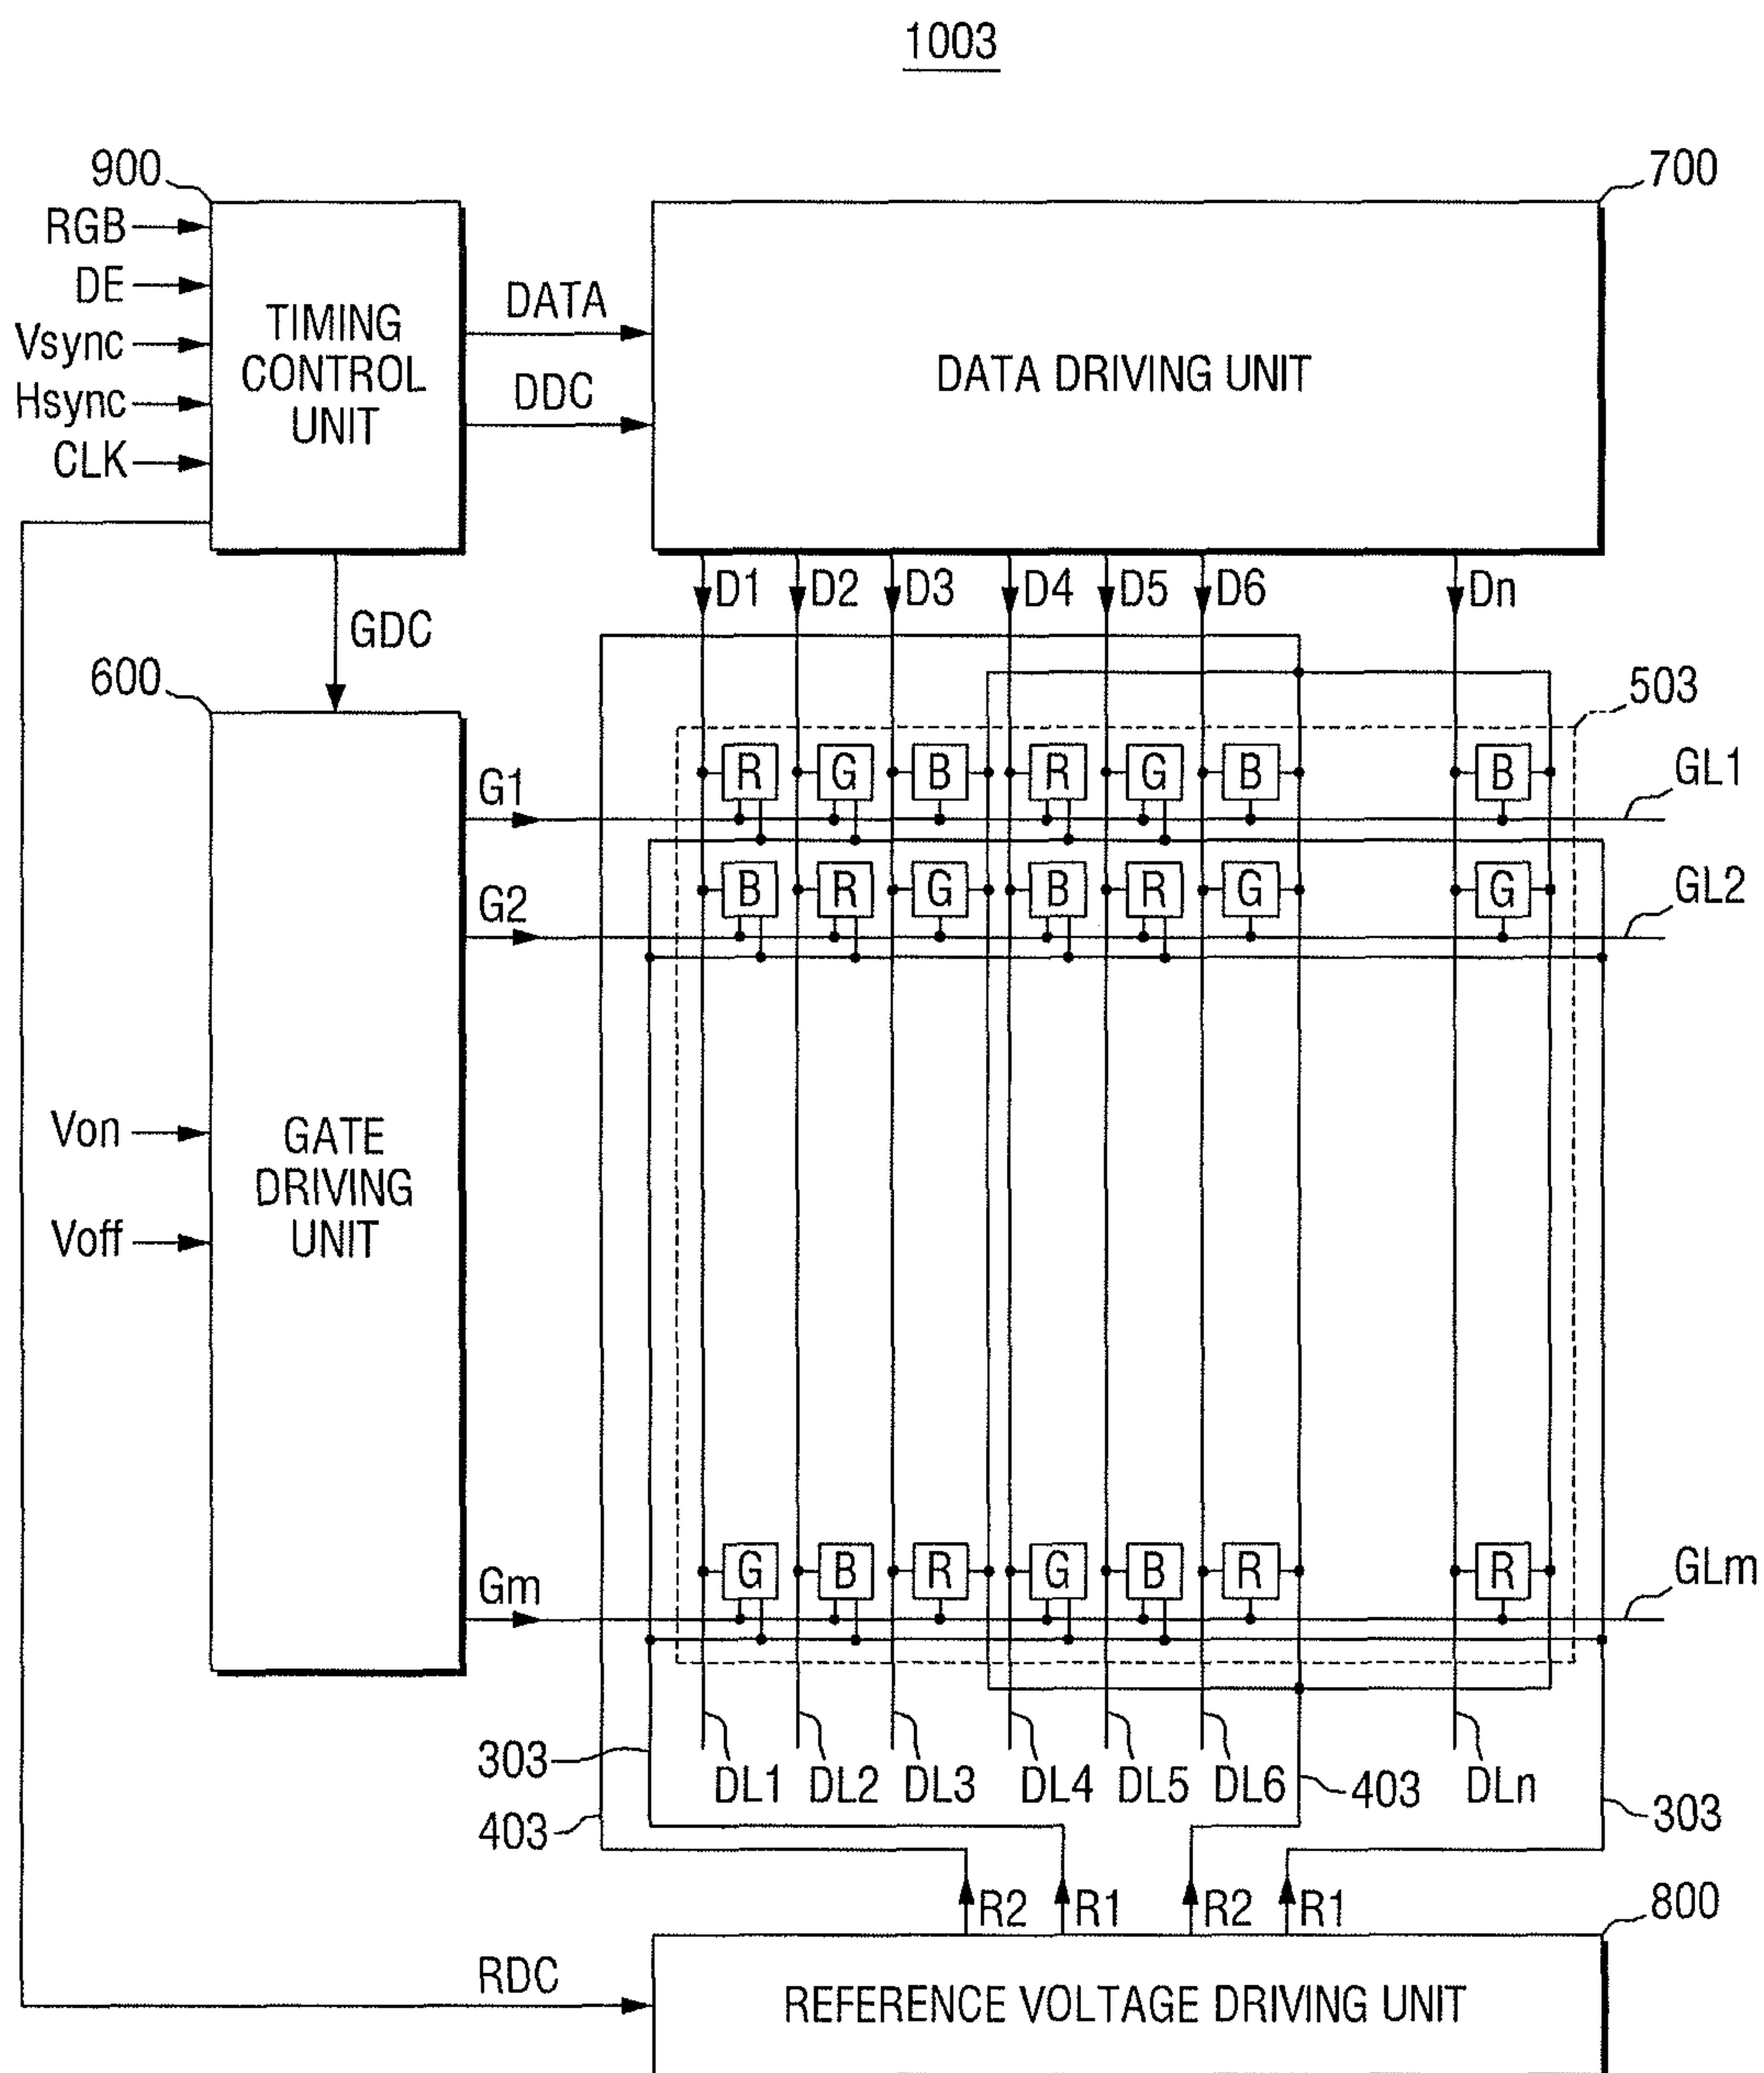 1003
900
700
RGB
DE
Vsync
Hsync
CLK
TIMING
CONTROL
UNIT
DATA
DDC
DATA DRIVING UNIT
D1 D2 D3 D4 D5 D6 Dn
GDC
600
503
R G B R G B B
G1
GL1
B R G B R G G
G2
GL2
Von
Voff
GATE
DRIVING
UNIT
G B R G B R R
Gm
GLm
303
403
DL1 DL2 DL3 DL4 DL5 DL6 403 DLn
303
R2 R1 R2 R1
800
RDC
REFERENCE VOLTAGE DRIVING UNIT